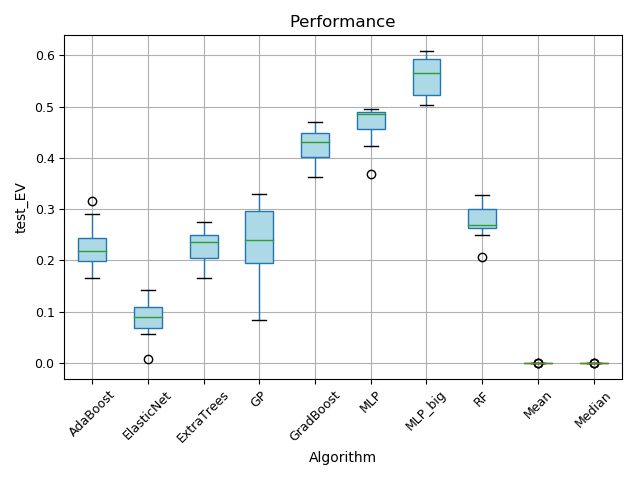 Performance
test_EV
0.6
0.5
0.4
0.3
0.2
0.1
0.0
AdaBoost
ElasticNet
ExtraTrees
GP
GradBoost
MLP
MLP_big
RF
Mean
Median
Algorithm